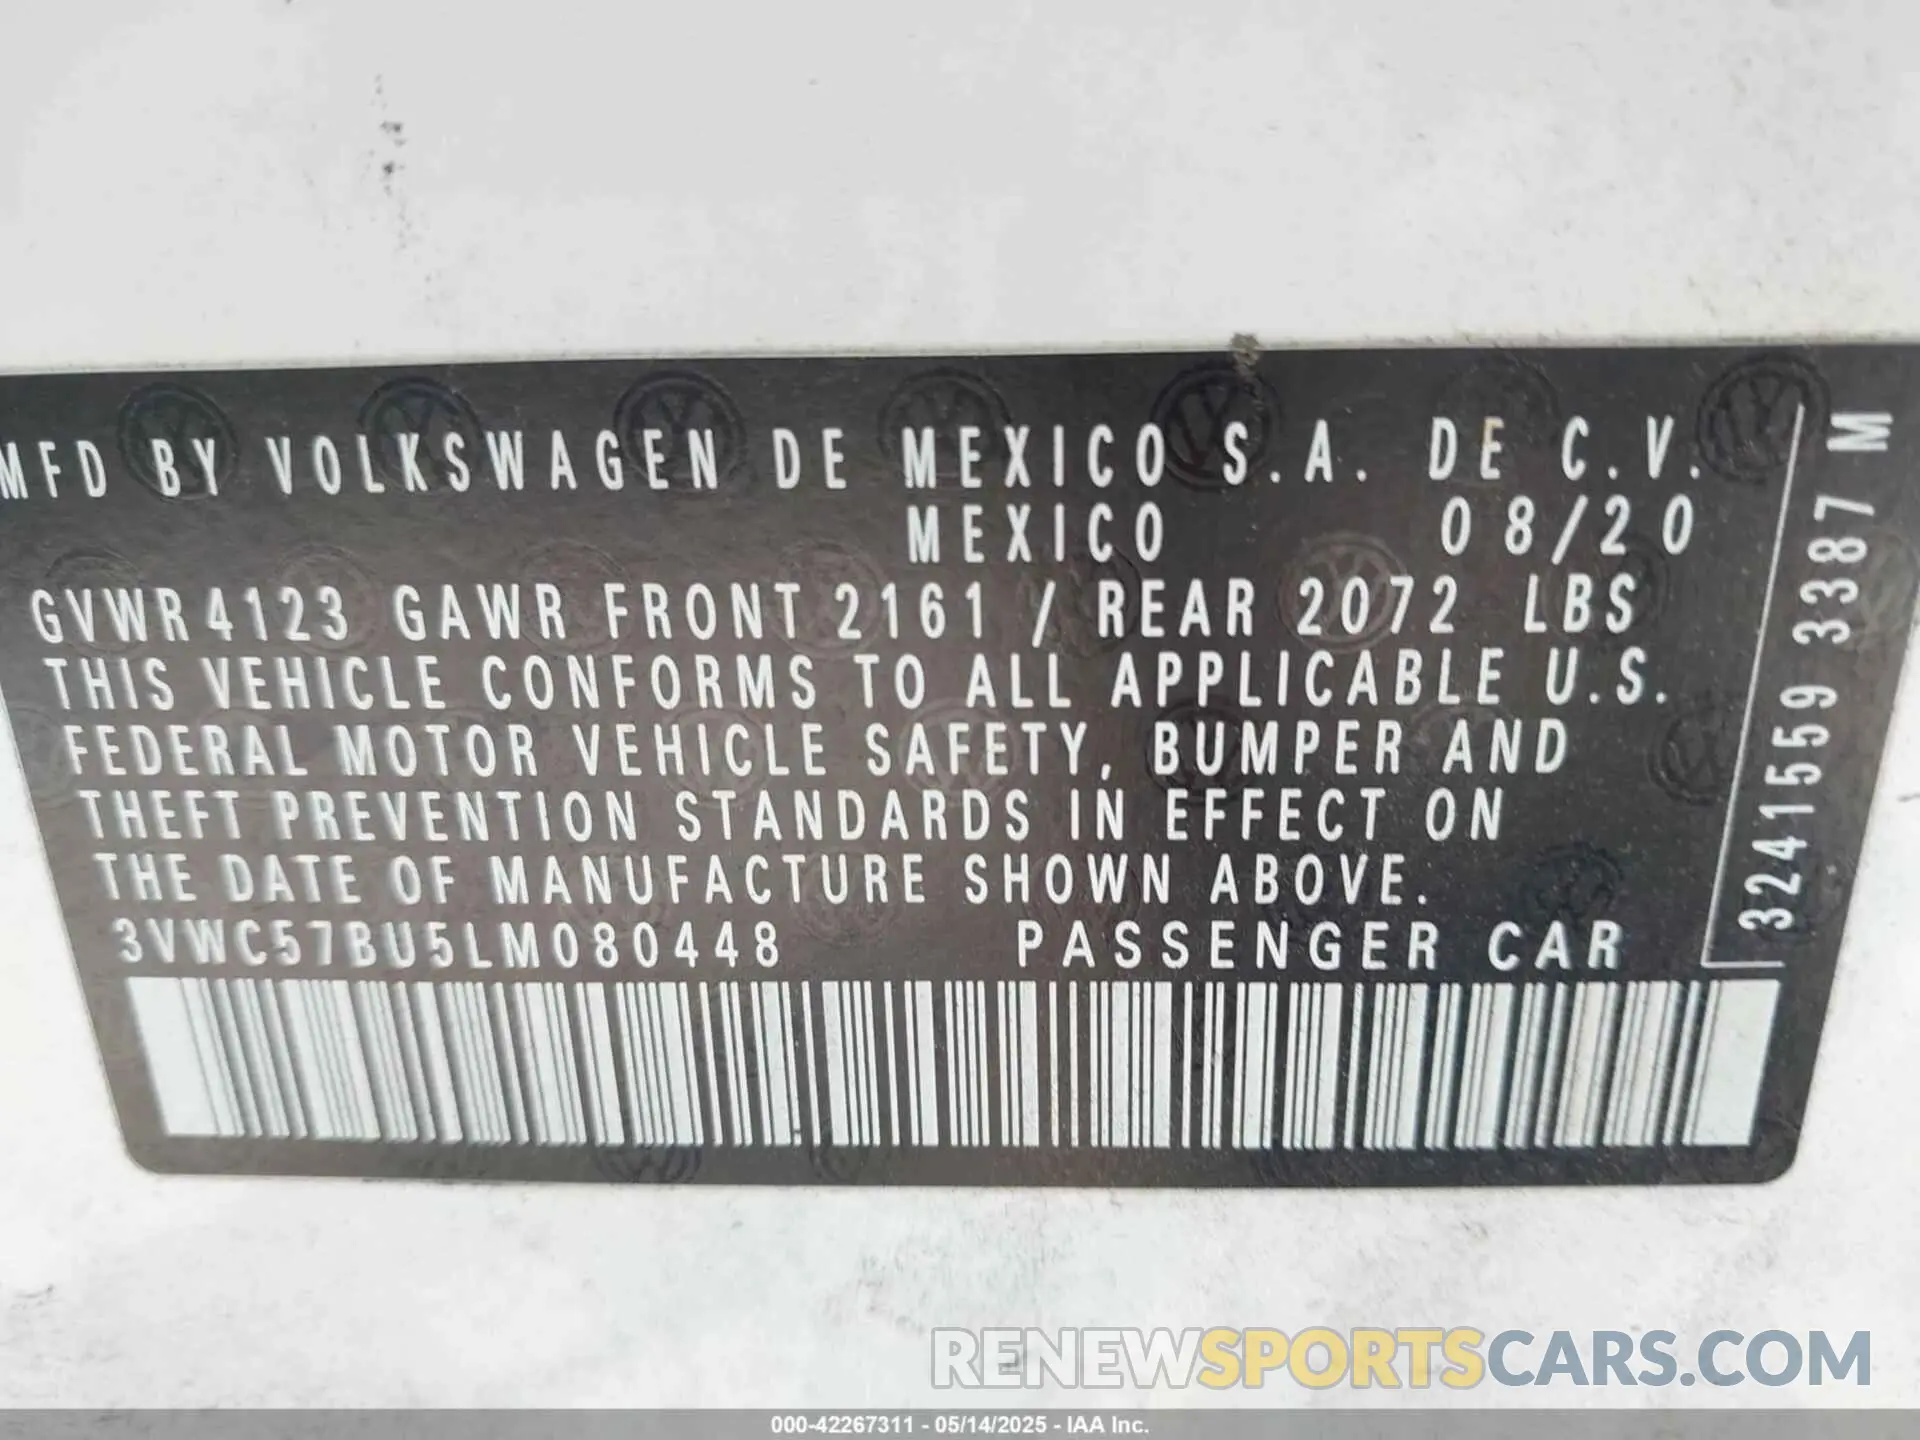 MFD BY VOLKSWAGEN DE MEXICO S.A. DE C.V.
MEXICO 08/20
GVWR 4123 GAWR FRONT 2161 / REAR 2072 LBS
THIS VEHICLE CONFORMS TO ALL APPLICABLE U.S.
FEDERAL MOTOR VEHICLE SAFETY, BUMPER AND
THEFT PREVENTION STANDARDS IN EFFECT ON
THE DATE OF MANUFACTURE SHOWN ABOVE.
3VWC57BU5LM080448 PASSENGER CAR
3241559 3387 M
RENEWSPORTSCARS.COM
000-42267311 - 05/14/2025 - IAA Inc.